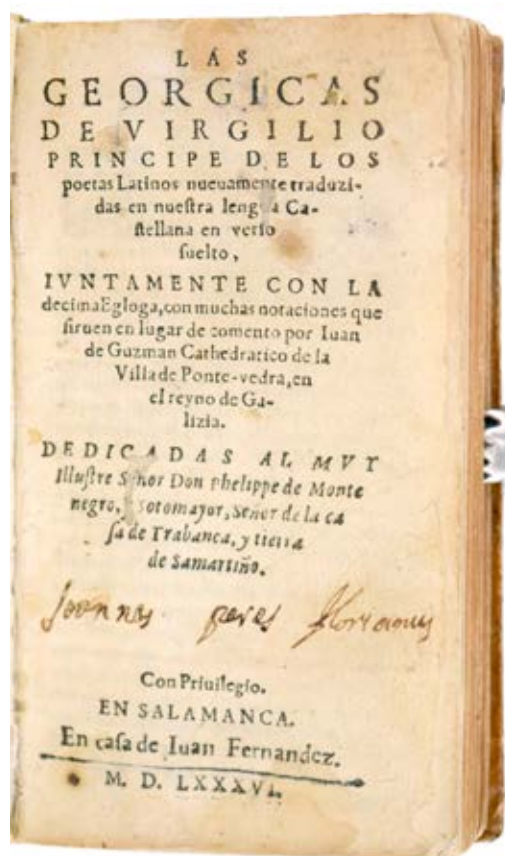 LAS
GEORGICAS
DE VIRGILIO
PRINCIPE DE LOS
poetas Latinos nueuamente traduzi-
das en nueſtra lengua Ca-
ſtellana en verſo
ſuelto,
IVNTAMENTE CON LA
decima Egloga, con muchas notaciones que
ſiruen en lugar de comento por Iuan
de Guzman Cathedratico de la
Villa de Ponte-vedra, en
el reyno de Ga-
lizia.
DEDICADAS AL MVY
Illuſtre Señor Don Phelippe de Monte
negro, y Sotomayor, Señor de la ca
ſa de Trabanca, y tierra
de Samartiño.
Joannes peres
Con Priuilegio.
EN SALAMANCA.
En caſa de Iuan Fernandez.
M. D. LXXXVI.